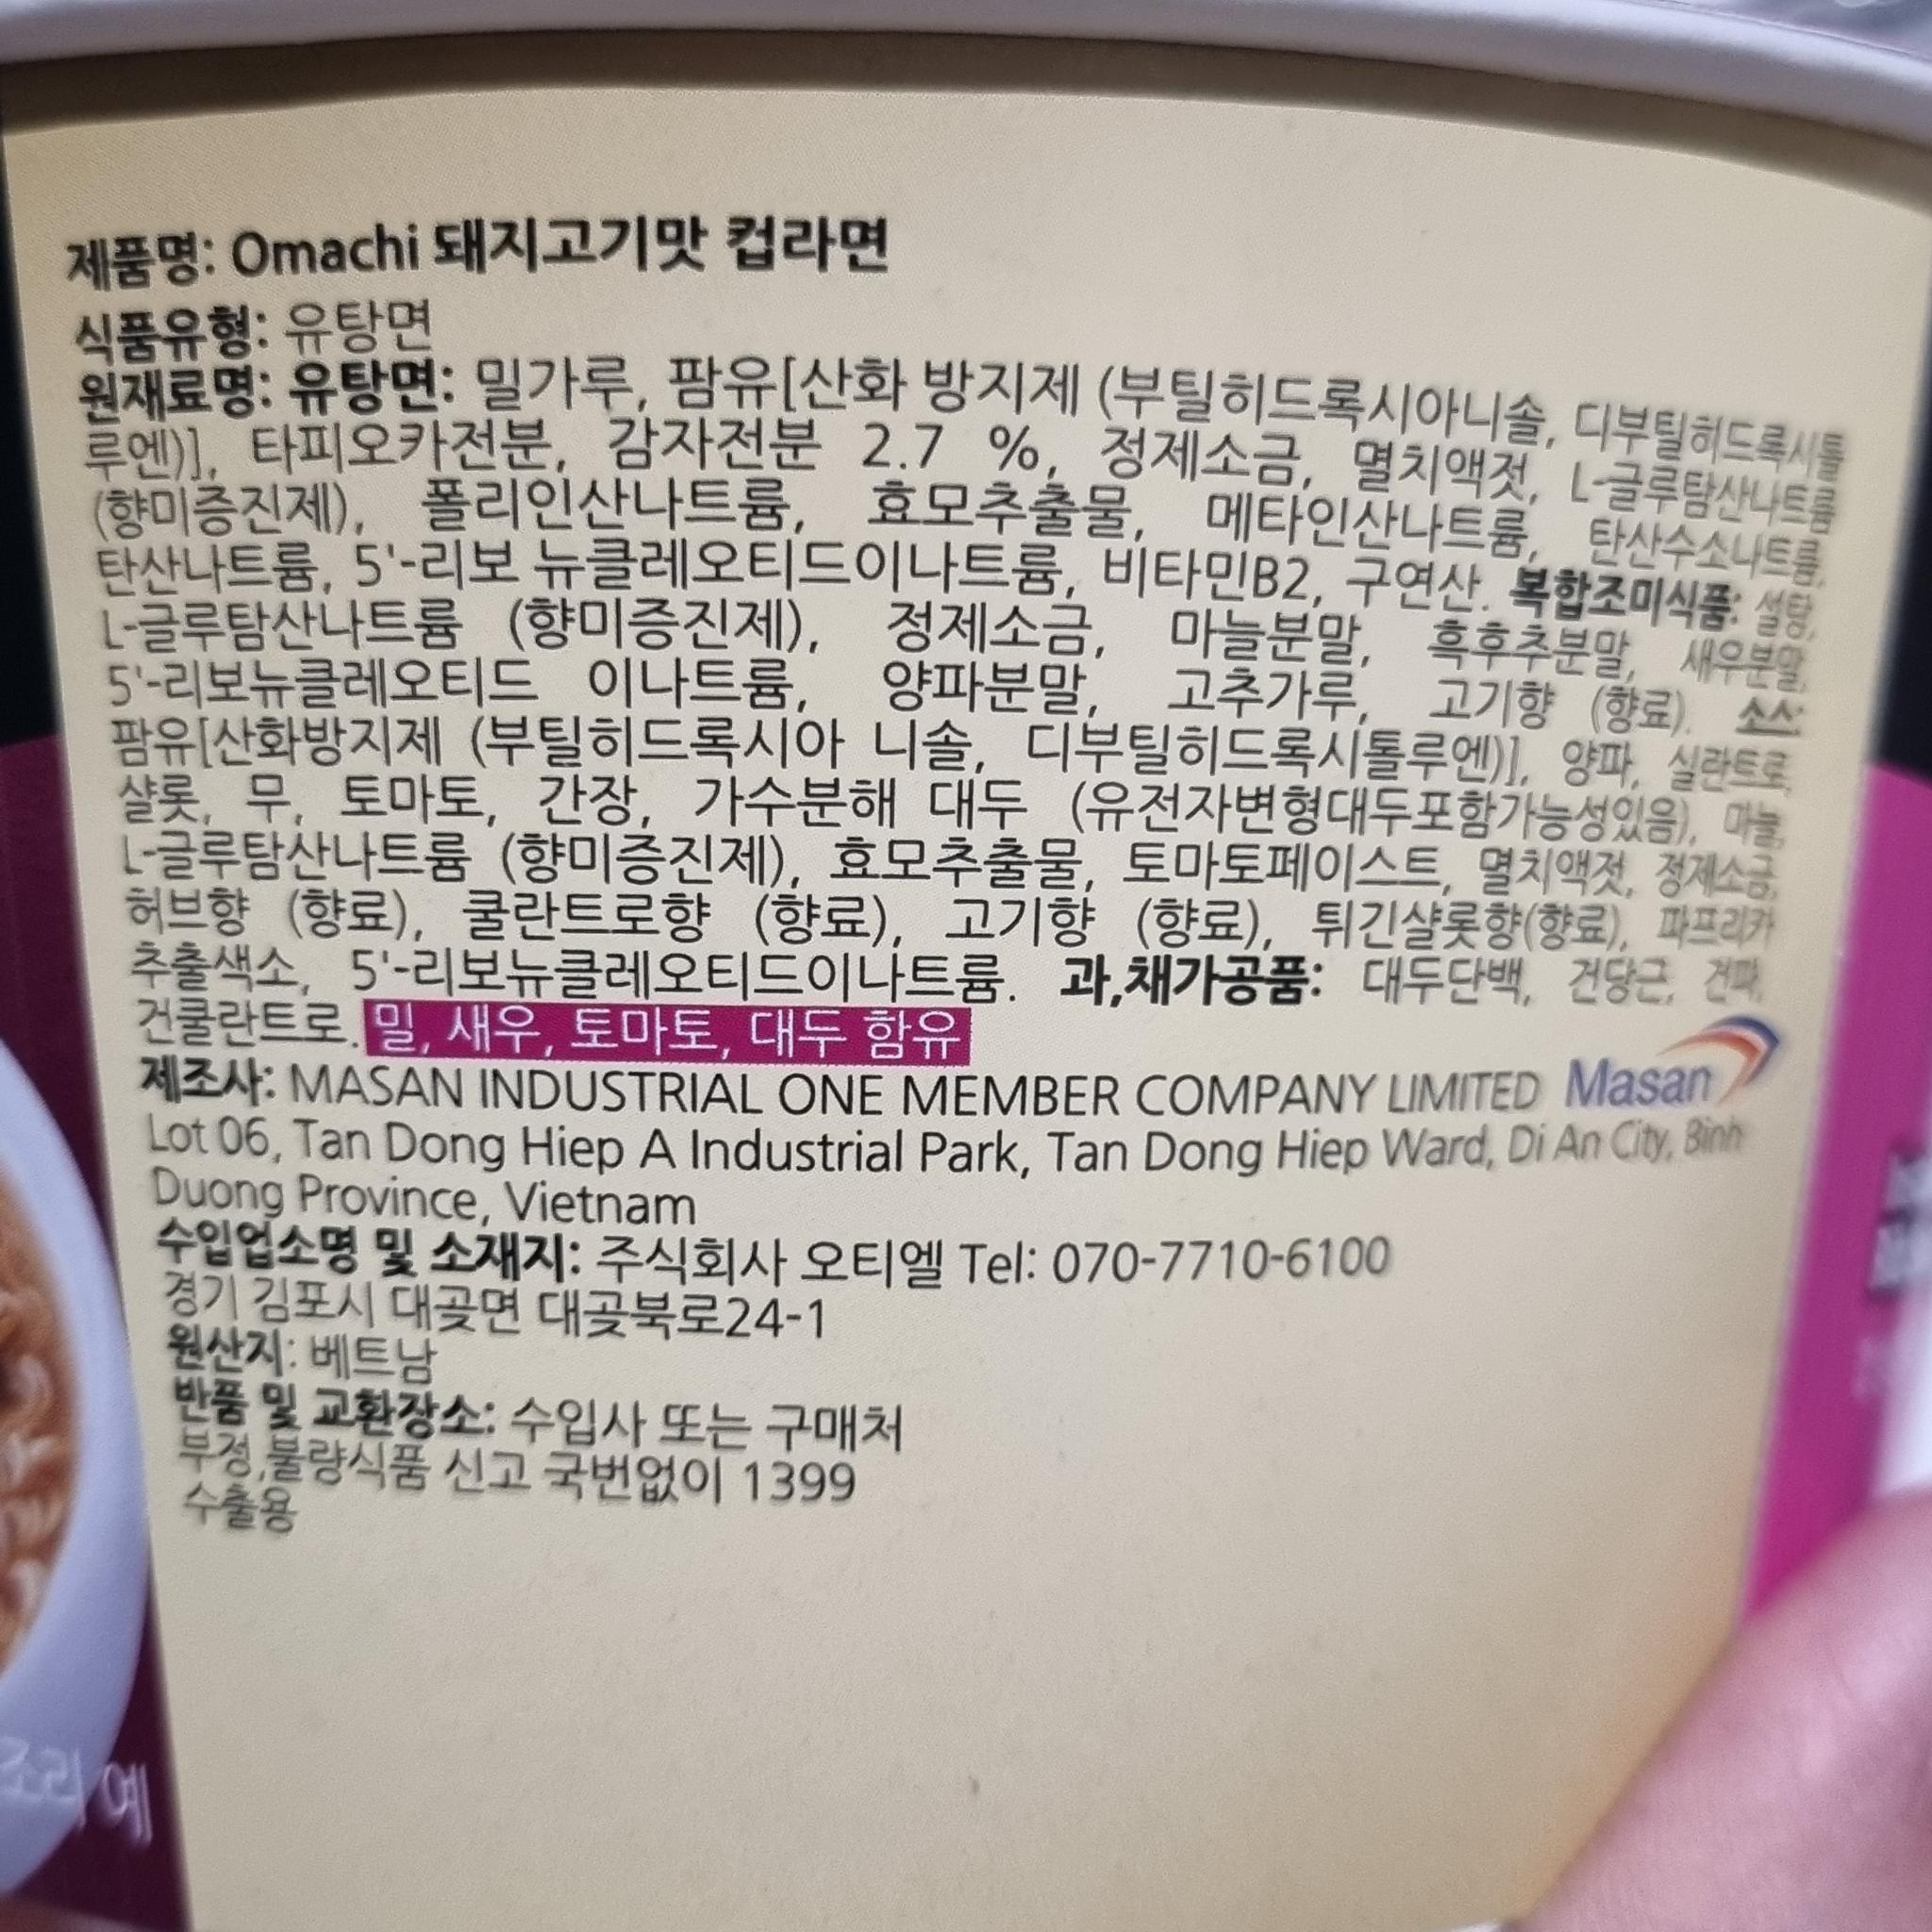 제품명: Omachi 돼지고기맛 컵라면
식품유형: 유탕면
원재료명: 유탕면: 밀가루, 팜유[산화 방지제 (부틸히드록시아니솔, 디부틸히드록시톨
루엔)], 타피오카전분, 감자전분 2.7 %, 정제소금, 멸치액젓, L-글루탐산나트륨
(향미증진제), 폴리인산나트륨, 효모추출물, 메타인산나트륨, 탄산수소나트륨,
탄산나트륨, 5'-리보 뉴클레오티드이나트륨, 비타민B2, 구연산. 복합조미식품: 설탕,
L-글루탐산나트륨 (향미증진제), 정제소금, 마늘분말, 흑후추분말, 새우분말,
5'-리보뉴클레오티드 이나트륨, 양파분말, 고추가루, 고기향 (향료). 소스:
팜유[산화방지제 (부틸히드록시아 니솔, 디부틸히드록시톨루엔)], 양파, 실란트로,
샬롯, 무, 토마토, 간장, 가수분해 대두 (유전자변형대두포함가능성있음), 마늘,
L-글루탐산나트륨 (향미증진제), 효모추출물, 토마토페이스트, 멸치액젓, 정제소금,
허브향 (향료), 쿨란트로향 (향료), 고기향 (향료), 튀긴샬롯향(향료), 파프리카
추출색소, 5'-리보뉴클레오티드이나트륨. 과,채가공품: 대두단백, 건당근, 건파,
건쿨란트로. 밀, 새우, 토마토, 대두 함유
제조사: MASAN INDUSTRIAL ONE MEMBER COMPANY LIMITED Masan
Lot 06, Tan Dong Hiep A Industrial Park, Tan Dong Hiep Ward, Di An City, Binh
Duong Province, Vietnam
수입업소명 및 소재지: 주식회사 오티엘 Tel: 070-7710-6100
경기 김포시 대곶면 대곶북로24-1
원산지: 베트남
반품 및 교환장소: 수입사 또는 구매처
부정,불량식품 신고 국번없이 1399
수출용
조리 예